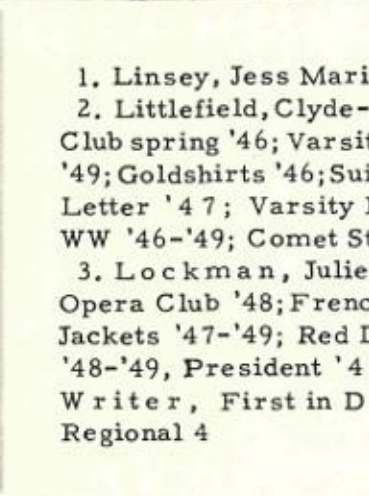 1. Linsey, Jess Mari
2. Littlefield, Clyde-
Club spring '46; Varsit
'49; Goldshirts '46; Sui
Letter '47; Varsity
WW '46-'49; Comet St
3. Lockman, Julie
Opera Club '48; Frenc
Jackets '47-'49; Red D
'48-'49, President '4
Writer, First in D
Regional 4